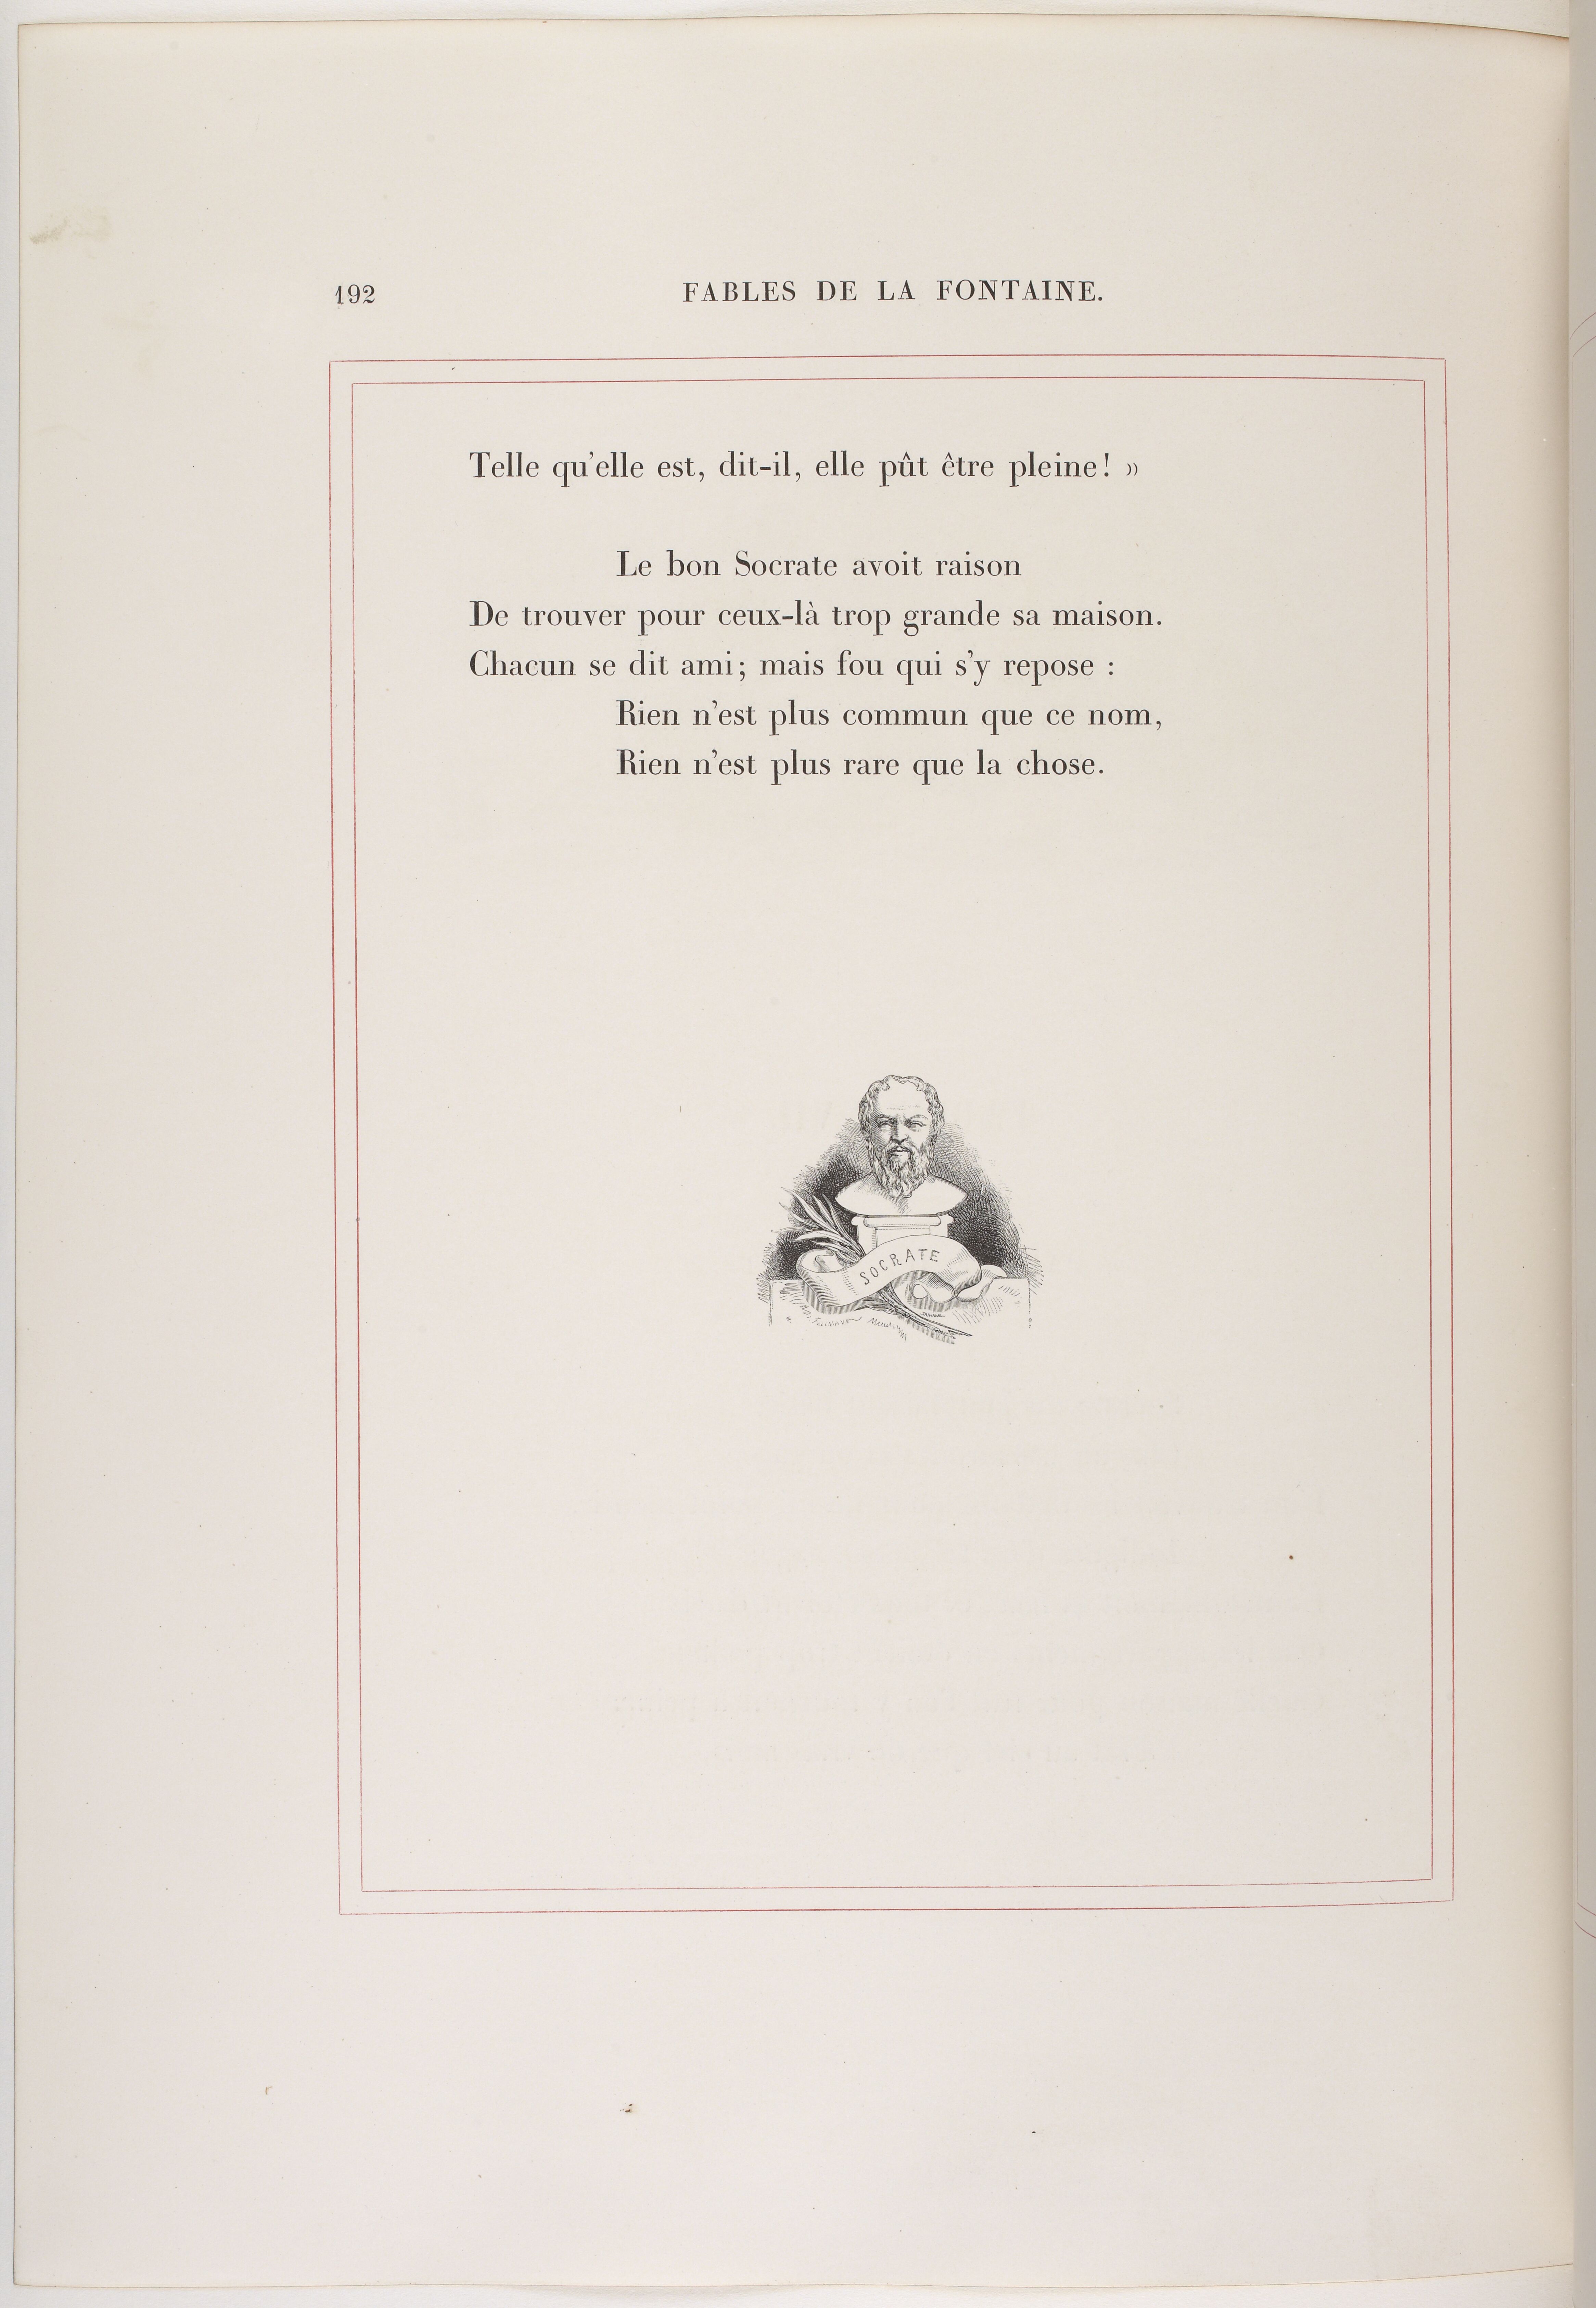 192
FABLES DE LA FONTAINE.
Telle qu'elle est, dit-il, elle pût être pleine! »
Le bon Socrate avoit raison
De trouver pour ceux-là trop grande sa maison.
Chacun se dit ami; mais fou qui s'y repose :
Rien n'est plus commun que ce nom,
Rien n'est plus rare que la chose.
SOCRATE